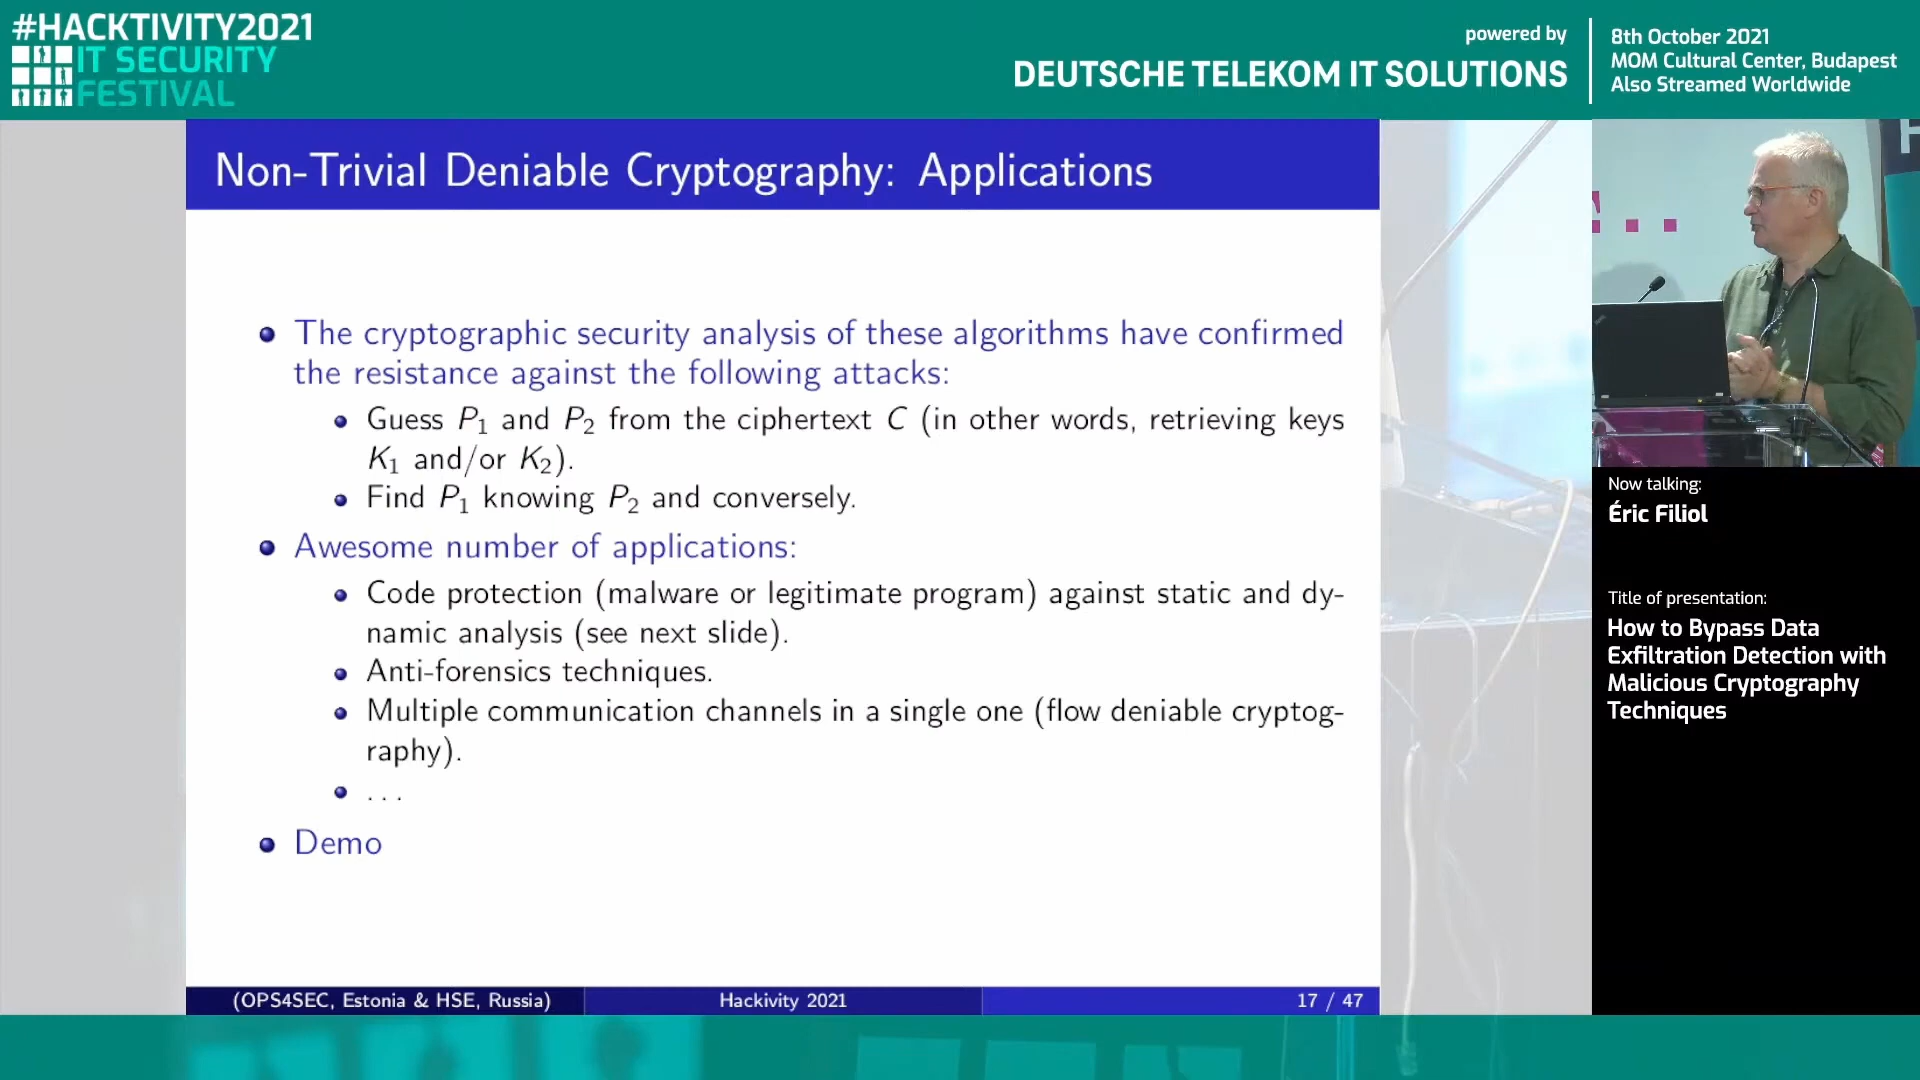 #HACKTIVITY2021
IT SECURITY
FESTIVAL
powered by
DEUTSCHE TELEKOM IT SOLUTIONS
8th October 2021
MOM Cultural Center, Budapest
Also Streamed Worldwide
Non-Trivial Deniable Cryptography: Applications
The cryptographic security analysis of these algorithms have confirmed
the resistance against the following attacks:
Guess P₁ and P₂ from the ciphertext C (in other words, retrieving keys
K₁ and/or K₂).
Find P₁ knowing P₂ and conversely.
Awesome number of applications:
Code protection (malware or legitimate program) against static and dy-
namic analysis (see next slide).
Anti-forensics techniques.
Multiple communication channels in a single one (flow deniable cryptog-
raphy).
. . .
Demo
(OPS4SEC, Estonia & HSE, Russia)
Hackivity 2021
17 / 47
Now talking:
Éric Filiol
Title of presentation:
How to Bypass Data
Exfiltration Detection with
Malicious Cryptography
Techniques